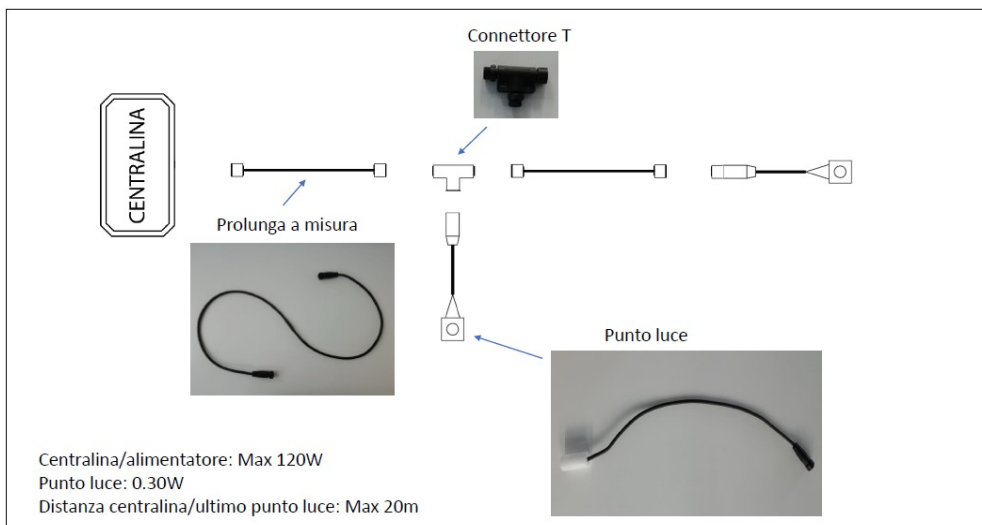 Connettore T
CENTRALINA
Prolunga a misura
Punto luce
Centralina/alimentatore: Max 120W
Punto luce: 0.30W
Distanza centralina/ultimo punto luce: Max 20m